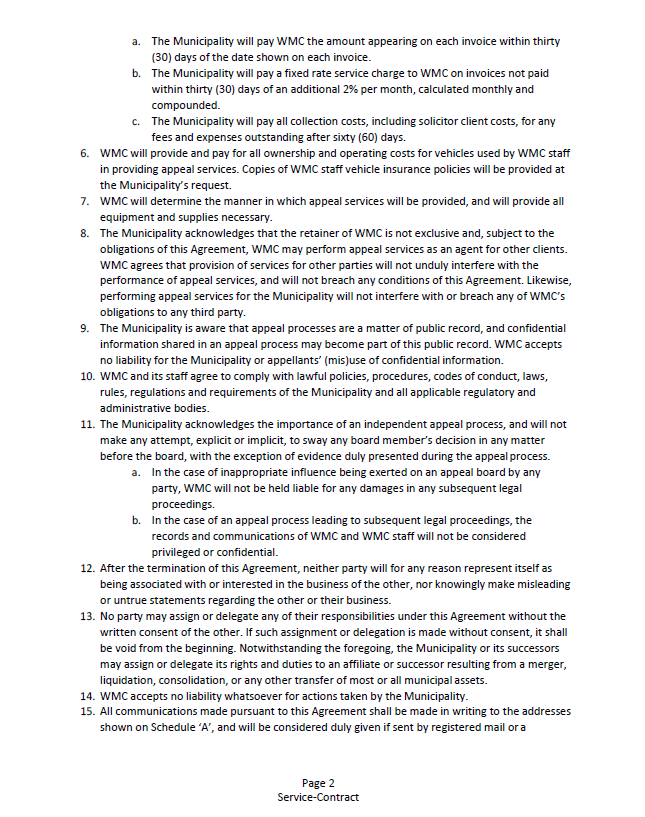 a. The Municipality will pay WMC the amount appearing on each invoice within thirty
(30) days of the date shown on each invoice.
b. The Municipality will pay a fixed rate service charge to WMC on invoices not paid
within thirty (30) days of an additional 2% per month, calculated monthly and
compounded.
c. The Municipality will pay all collection costs, including solicitor client costs, for any
fees and expenses outstanding after sixty (60) days.
6. WMC will provide and pay for all ownership and operating costs for vehicles used by WMC staff
in providing appeal services. Copies of WMC staff vehicle insurance policies will be provided at
the Municipality's request.
7. WMC will determine the manner in which appeal services will be provided, and will provide all
equipment and supplies necessary.
8. The Municipality acknowledges that the retainer of WMC is not exclusive and, subject to the
obligations of this Agreement, WMC may perform appeal services as an agent for other clients.
WMC agrees that provision of services for other parties will not unduly interfere with the
performance of appeal services, and will not breach any conditions of this Agreement. Likewise,
performing appeal services for the Municipality will not interfere with or breach any of WMC's
obligations to any third party.
9. The Municipality is aware that appeal processes are a matter of public record, and confidential
information shared in an appeal process may become part of this public record. WMC accepts
no liability for the Municipality or appellants' (mis)use of confidential information.
10. WMC and its staff agree to comply with lawful policies, procedures, codes of conduct, laws,
rules, regulations and requirements of the Municipality and all applicable regulatory and
administrative bodies.
11. The Municipality acknowledges the importance of an independent appeal process, and will not
make any attempt, explicit or implicit, to sway any board member's decision in any matter
before the board, with the exception of evidence duly presented during the appeal process.
a. In the case of inappropriate influence being exerted on an appeal board by any
party, WMC will not be held liable for any damages in any subsequent legal
proceedings.
b. In the case of an appeal process leading to subsequent legal proceedings, the
records and communications of WMC and WMC staff will not be considered
privileged or confidential.
12. After the termination of this Agreement, neither party will for any reason represent itself as
being associated with or interested in the business of the other, nor knowingly make misleading
or untrue statements regarding the other or their business.
13. No party may assign or delegate any of their responsibilities under this Agreement without the
written consent of the other. If such assignment or delegation is made without consent, it shall
be void from the beginning. Notwithstanding the foregoing, the Municipality or its successors
may assign or delegate its rights and duties to an affiliate or successor resulting from a merger,
liquidation, consolidation, or any other transfer of most or all municipal assets.
14. WMC accepts no liability whatsoever for actions taken by the Municipality.
15. All communications made pursuant to this Agreement shall be made in writing to the addresses
shown on Schedule 'A', and will be considered duly given if sent by registered mail or a
Page 2
Service-Contract